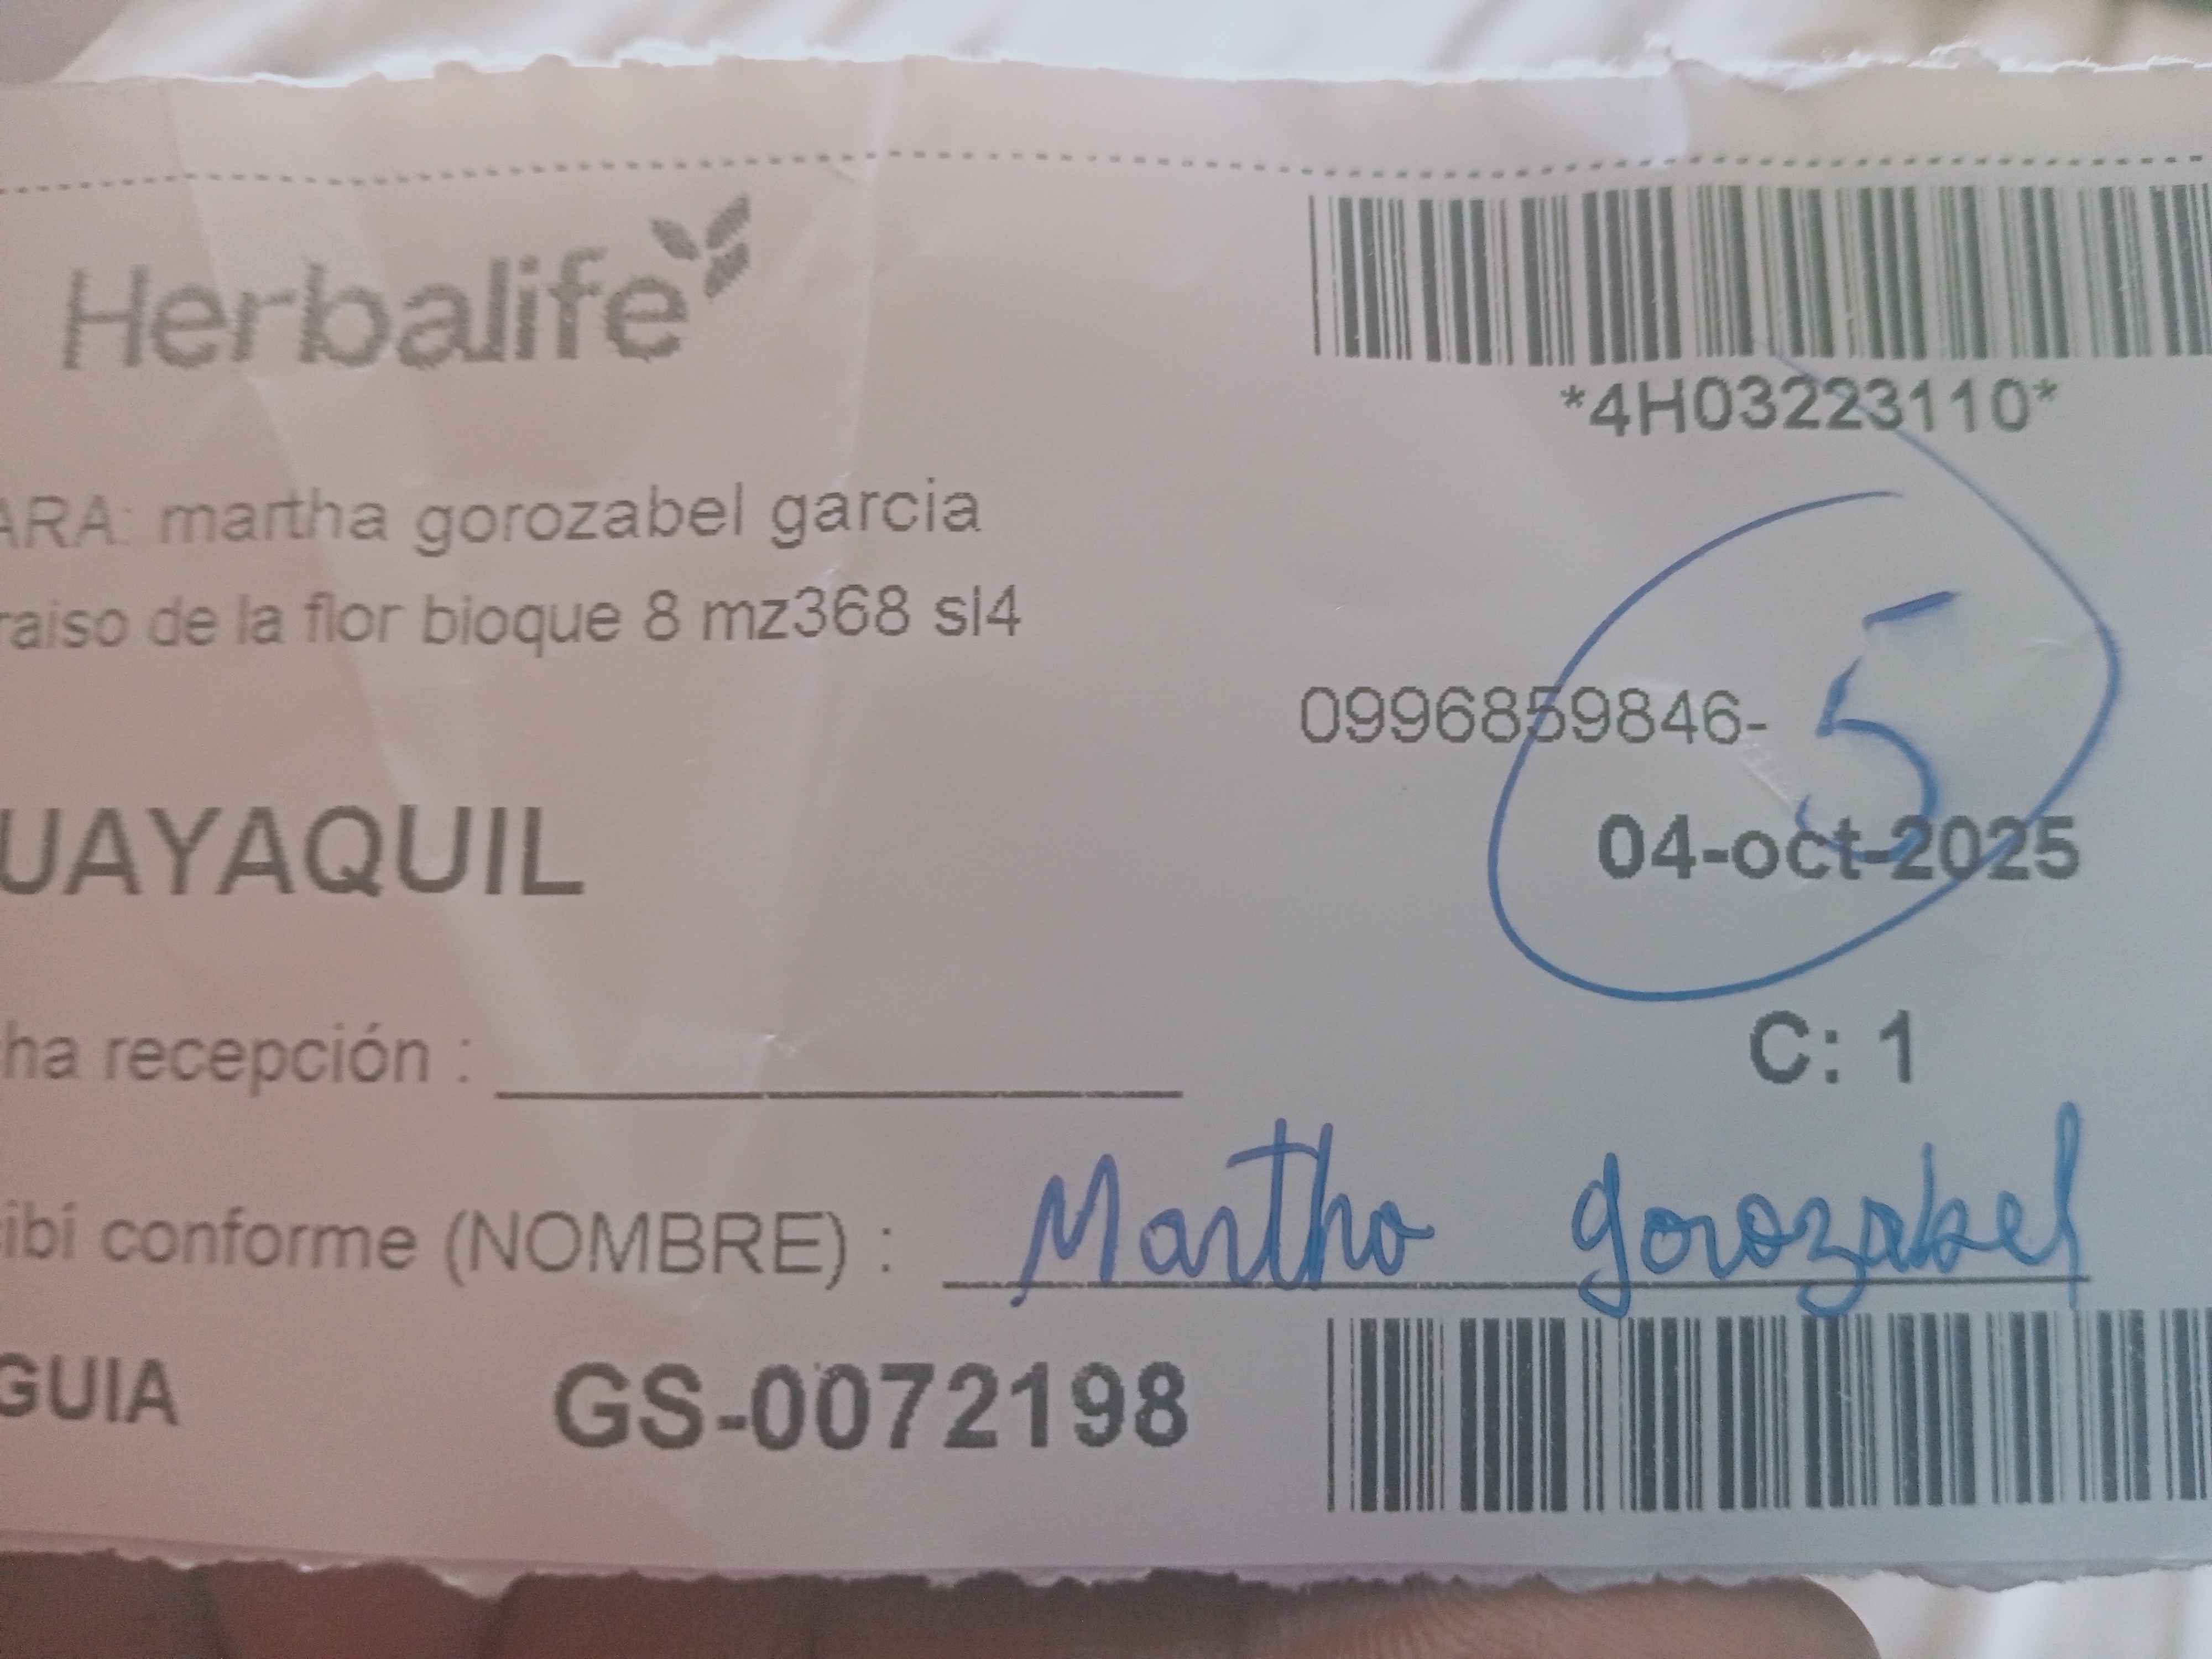 Herbalife
*4H03223110*
ARA: martha gorozabel garcia
raiso de la flor bioque 8 mz368 sl4
0996859846-
5
UAYAQUIL
04-oct-2025
ha recepción :
C: 1
ibi conforme (NOMBRE) : Martha gorozabel
GUIA GS-0072198